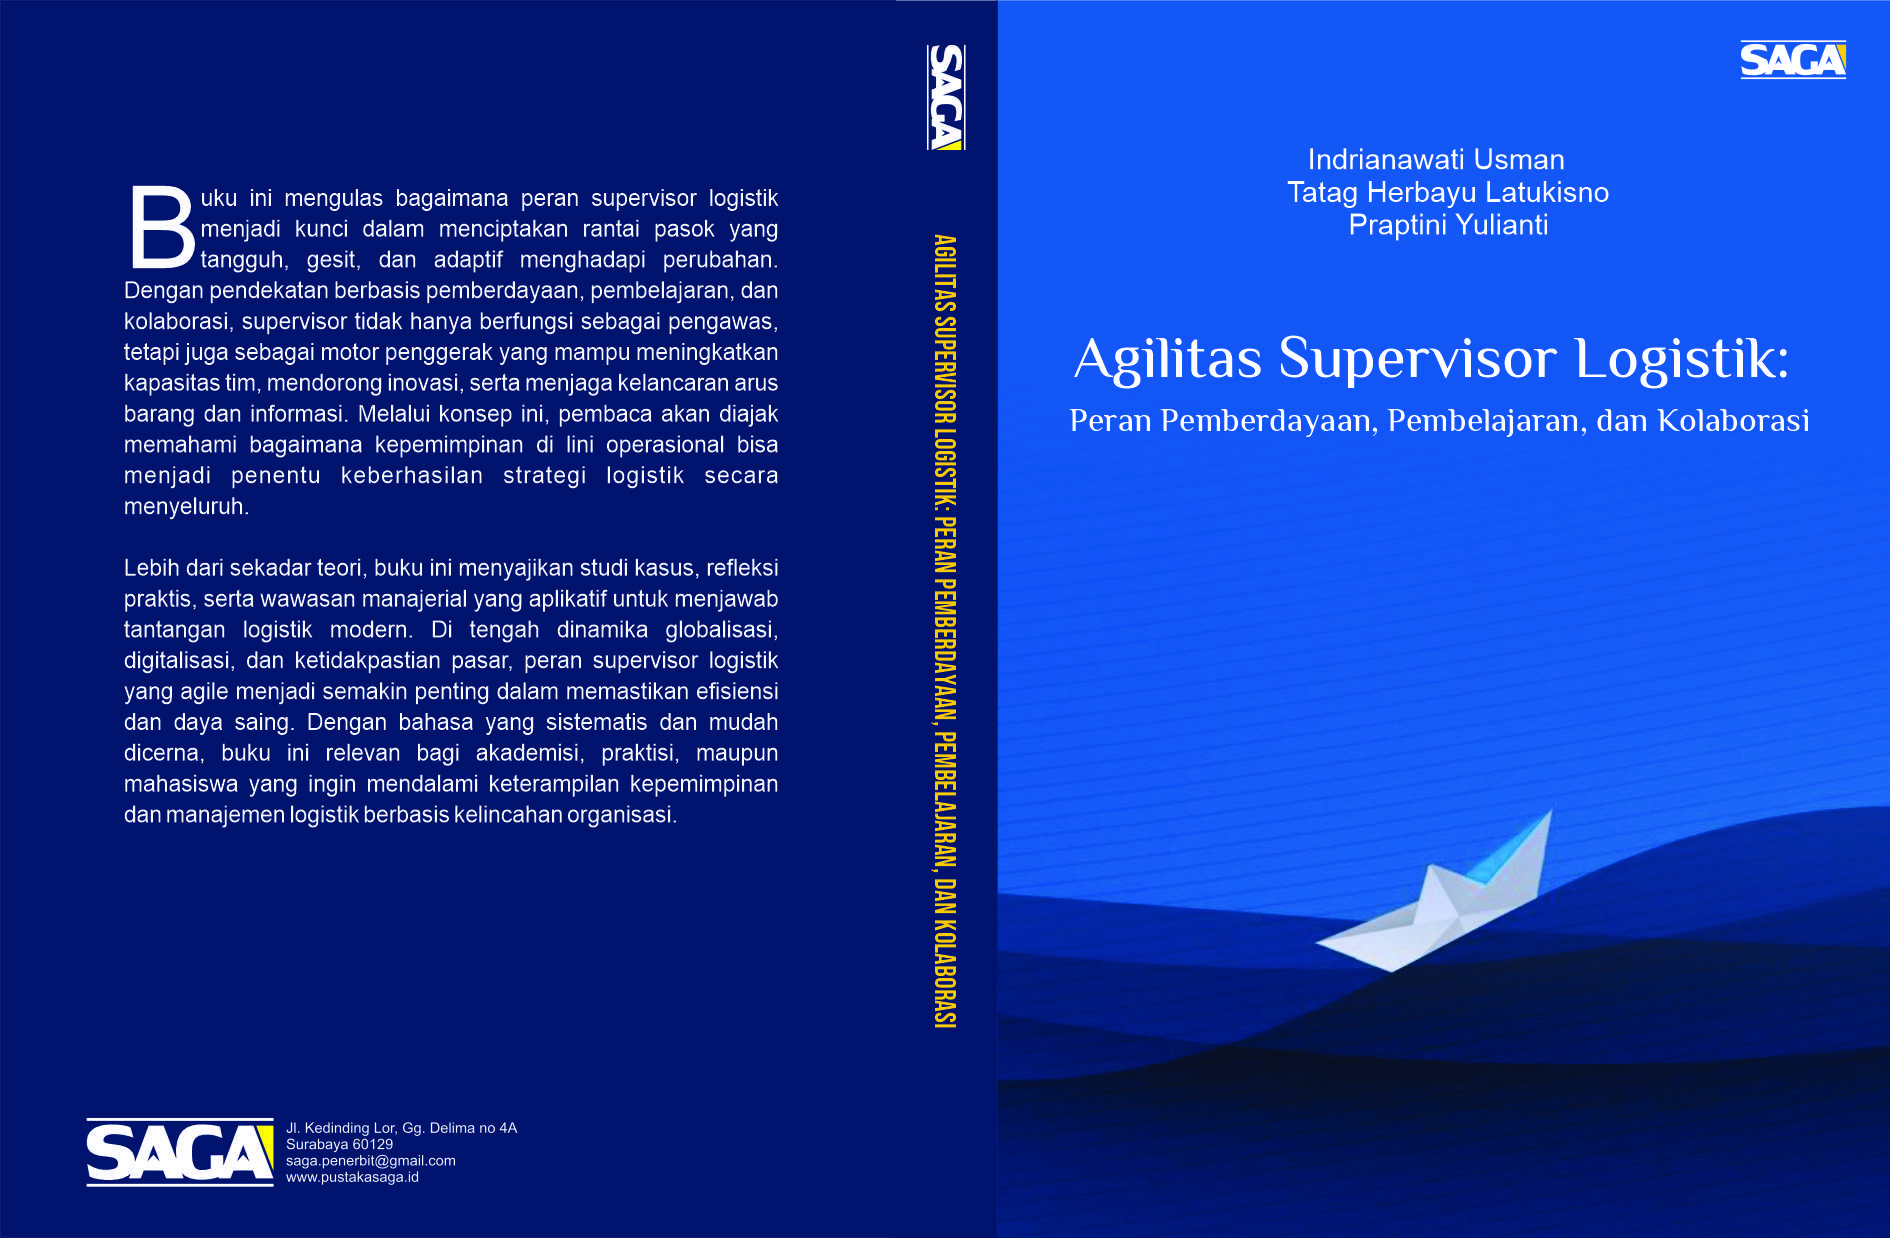 Buku ini mengulas bagaimana peran supervisor logistik
menjadi kunci dalam menciptakan rantai pasok yang
tangguh, gesit, dan adaptif menghadapi perubahan.
Dengan pendekatan berbasis pemberdayaan, pembelajaran, dan
kolaborasi, supervisor tidak hanya berfungsi sebagai pengawas,
tetapi juga sebagai motor penggerak yang mampu meningkatkan
kapasitas tim, mendorong inovasi, serta menjaga kelancaran arus
barang dan informasi. Melalui konsep ini, pembaca akan diajak
memahami bagaimana kepemimpinan di lini operasional bisa
menjadi penentu keberhasilan strategi logistik secara
menyeluruh.
Lebih dari sekadar teori, buku ini menyajikan studi kasus, refleksi
praktis, serta wawasan manajerial yang aplikatif untuk menjawab
tantangan logistik modern. Di tengah dinamika globalisasi,
digitalisasi, dan ketidakpastian pasar, peran supervisor logistik
yang agile menjadi semakin penting dalam memastikan efisiensi
dan daya saing. Dengan bahasa yang sistematis dan mudah
dicerna, buku ini relevan bagi akademisi, praktisi, maupun
mahasiswa yang ingin mendalami keterampilan kepemimpinan
dan manajemen logistik berbasis kelincahan organisasi.
SAGA
Jl. Kedinding Lor, Gg. Delima no 4A
Surabaya 60129
saga.penerbit@gmail.com
www.pustakasaga.id
SAGA
AGILITAS SUPERVISOR LOGISTIK: PERAN PEMBERDAYAAN, PEMBELAJARAN, DAN KOLABORASI
SAGA
Indrianawati Usman
Tatag Herbayu Latukisno
Praptini Yulianti
Agilitas Supervisor Logistik:
Peran Pemberdayaan, Pembelajaran, dan Kolaborasi